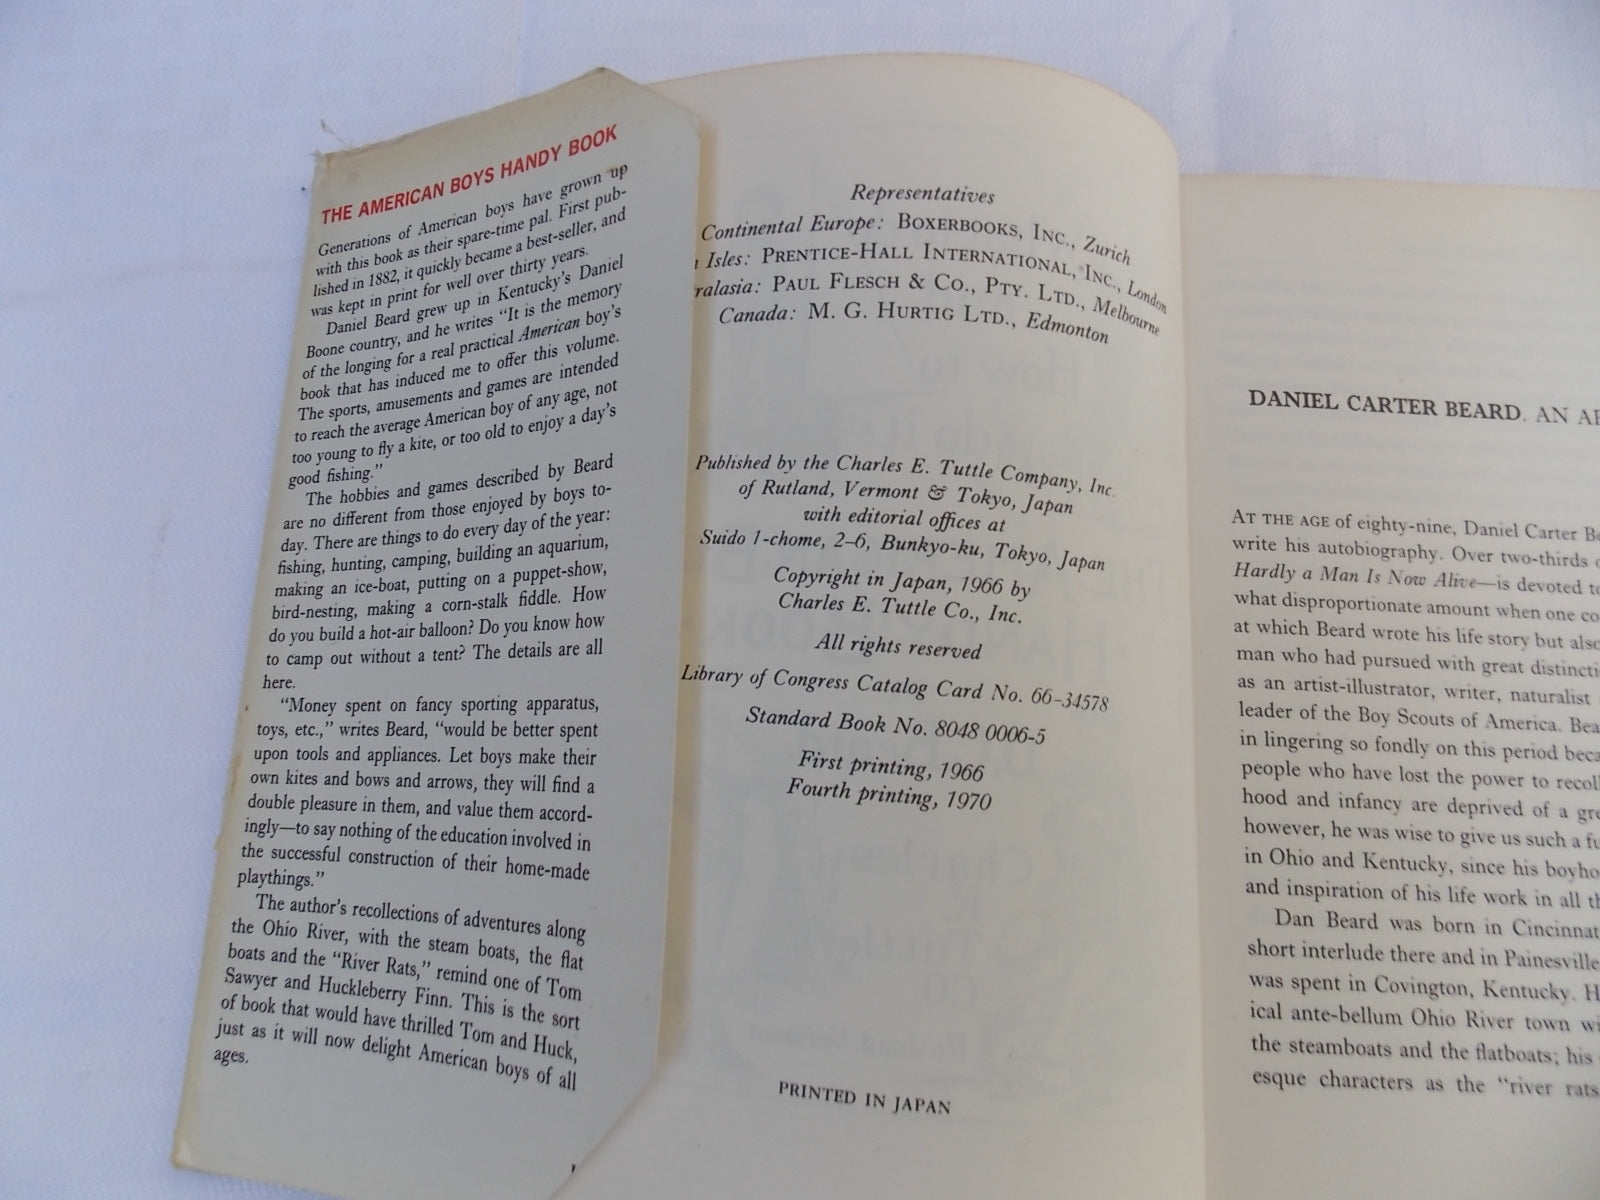 THE AMERICAN BOYS HANDY BOOK
Generations of American boys have grown up
with this book as their spare-time pal. First pub-
lished in 1882, it quickly became a best-seller, and
was kept in print for well over thirty years.
Daniel Beard grew up in Kentucky's Daniel
Boone country, and he writes "It is the memory
of the longing for a real practical American boy's
book that has induced me to offer this volume.
The sports, amusements and games are intended
to reach the average American boy of any age, not
too young to fly a kite, or too old to enjoy a day's
good fishing."
The hobbies and games described by Beard
are no different from those enjoyed by boys to-
day. There are things to do every day of the year:
fishing, hunting, camping, building an aquarium,
making an ice-boat, putting on a puppet-show,
bird-nesting, making a corn-stalk fiddle. How
do you build a hot-air balloon? Do you know how
to camp out without a tent? The details are all
here.
"Money spent on fancy sporting apparatus,
toys, etc.," writes Beard, "would be better spent
upon tools and appliances. Let boys make their
own kites and bows and arrows, they will find a
double pleasure in them, and value them accord-
ingly—to say nothing of the education involved in
the successful construction of their home-made
playthings."
The author's recollections of adventures along
the Ohio River, with the steam boats, the flat
boats and the "River Rats," remind one of Tom
Sawyer and Huckleberry Finn. This is the sort
of book that would have thrilled Tom and Huck,
just as it will now delight American boys of all
ages.
Representatives
Continental Europe: BOXERBOOKS, INC., Zurich
Isles: PRENTICE-HALL INTERNATIONAL, INC., London
ralasia: PAUL FLESCH & CO., PTY. LTD., Melbourne
Canada: M. G. HURTIG LTD., Edmonton
Published by the Charles E. Tuttle Company, Inc.
of Rutland, Vermont & Tokyo, Japan
with editorial offices at
Suido 1-chome, 2–6, Bunkyo-ku, Tokyo, Japan
Copyright in Japan, 1966 by
Charles E. Tuttle Co., Inc.
All rights reserved
Library of Congress Catalog Card No. 66-34578
Standard Book No. 8048 0006-5
First printing, 1966
Fourth printing, 1970
PRINTED IN JAPAN
DANIEL CARTER BEARD, AN
AT THE AGE of eighty-nine, Daniel Carter
write his autobiography. Over two-thirds
Hardly a Man Is Now Alive—is devoted
what disproportionate amount when one
at which Beard wrote his life story but also
man who had pursued with great
as an artist-illustrator, writer, naturalist
leader of the Boy Scouts of America.
in lingering so fondly on this period
people who have lost the power to
hood and infancy are deprived of a
however, he was wise to give us such a
in Ohio and Kentucky, since his
and inspiration of his life work in all
Dan Beard was born in
short interlude there and in Painesville
was spent in Covington, Kentucky.
ical ante-bellum Ohio River town
the steamboats and the flatboats; his
esque characters as the "river rats